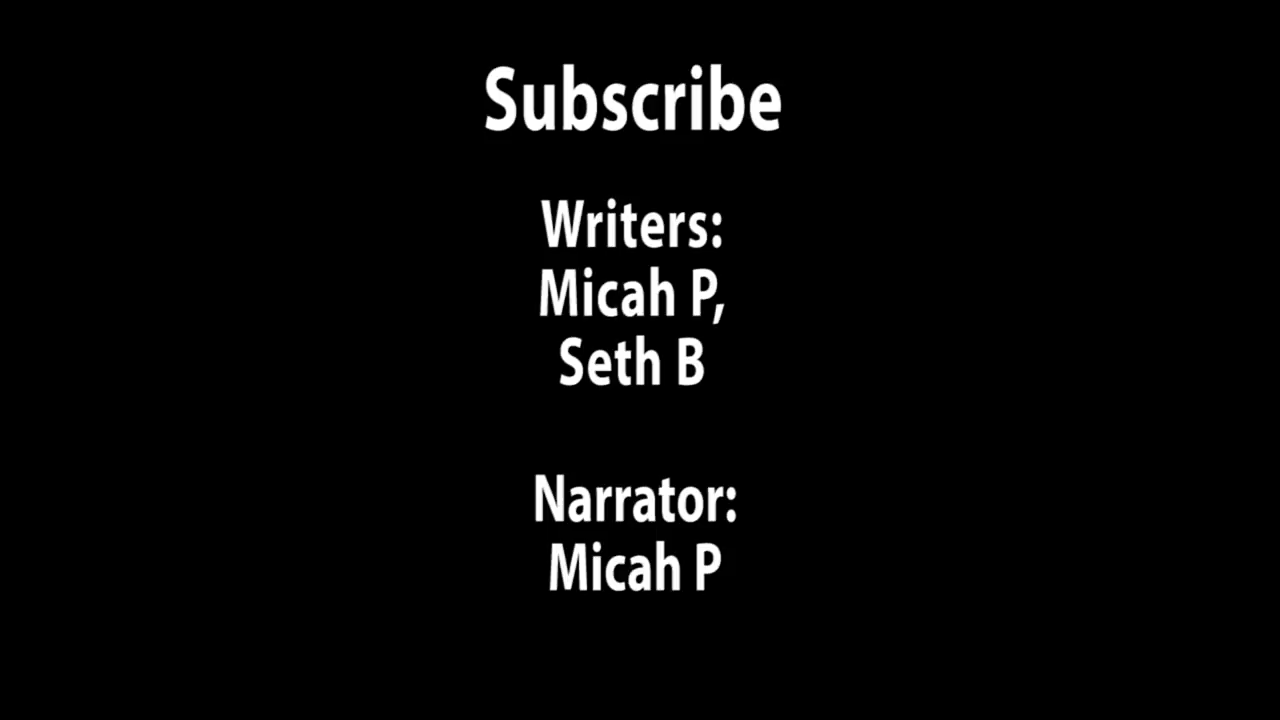 Subscribe
Writers:
Micah P,
Seth B
Narrator:
Micah P